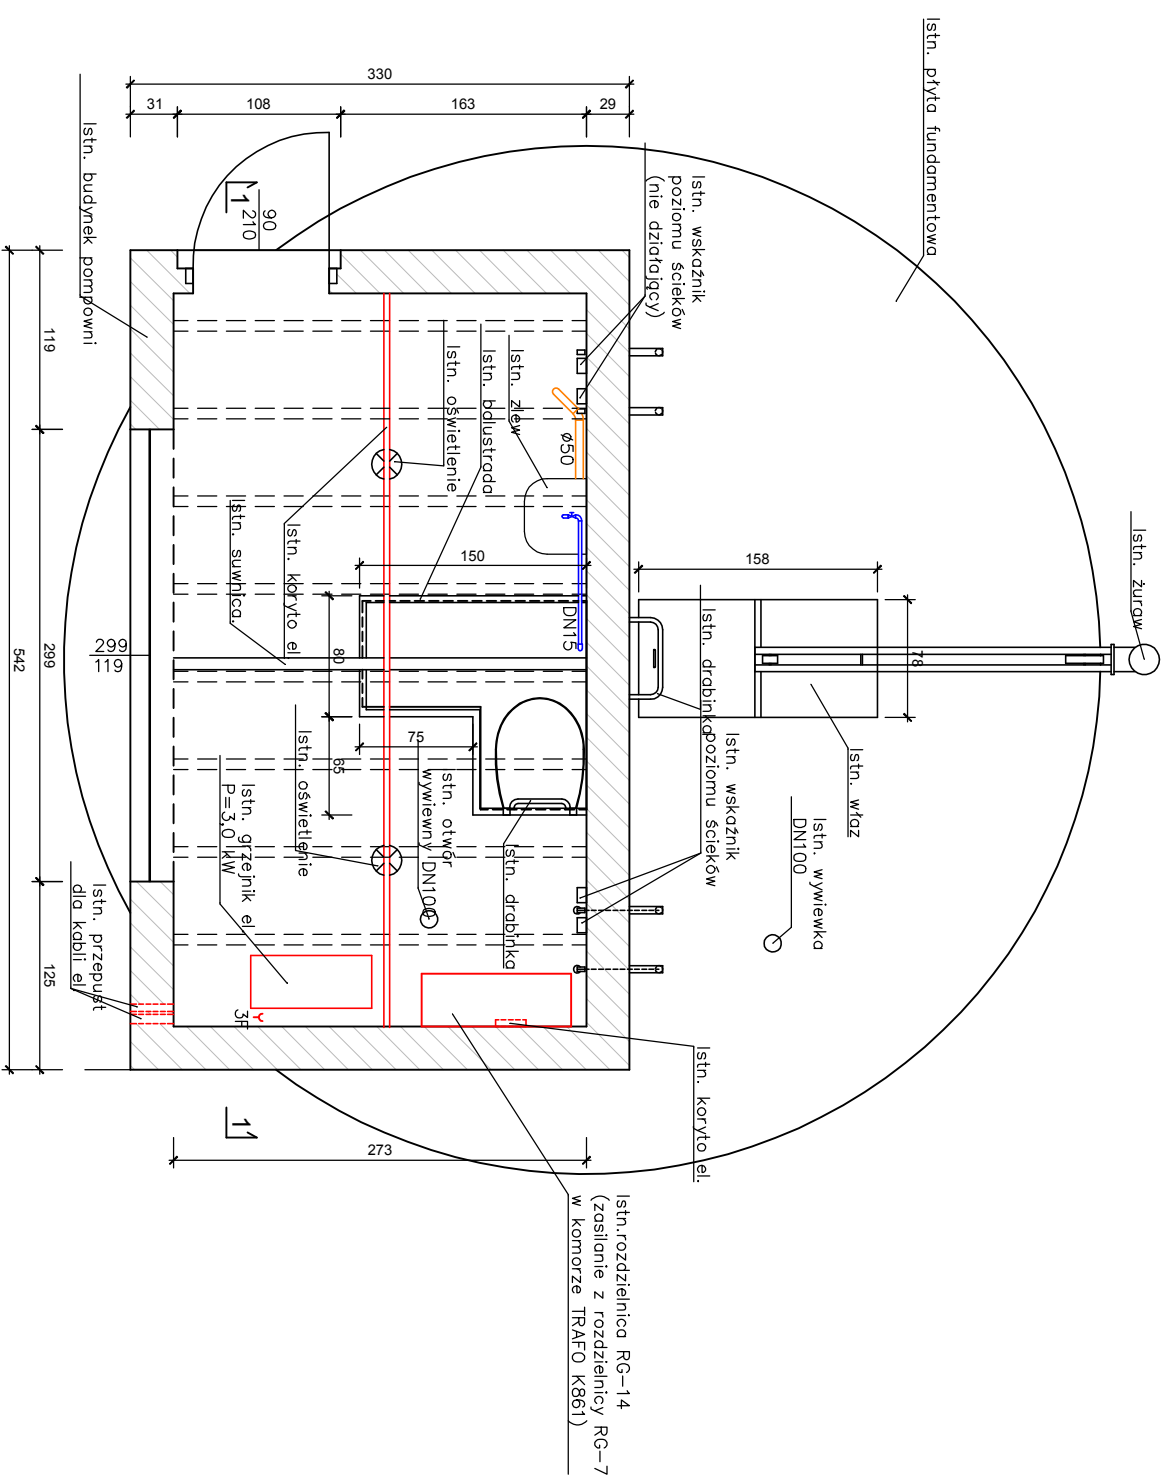 Istn. płyta fundamentowa
330
31
108
163
29
Istn. budynek pompowni
90
210
1
Istn. wskaźnik
poziomu ścieków
(nie działający)
Istn. żuraw
119
299
125
542
299
119
Istn. zlew
Istn. balustrada
Istn. oświetlenie
ø50
Istn. koryto el.
Istn. suwnica.
150
DN15
80
75
65
158
78
Istn. drabinka
Istn. wskaźnik
poziomu ścieków
Istn. właz
Istn. wywiewka
DN100
Istn. otwór
wywiewny DN100
Istn. drabinka
Istn. oświetlenie
Istn. grzejnik el
P=3,0 kW
Istn. przepust
dla kabli el.
3F
1
273
Istn. koryto el.
Istn.rozdzielnica RG-14
(zasilanie z rozdzielnicy RG-7
w komorze TRAFO K861)